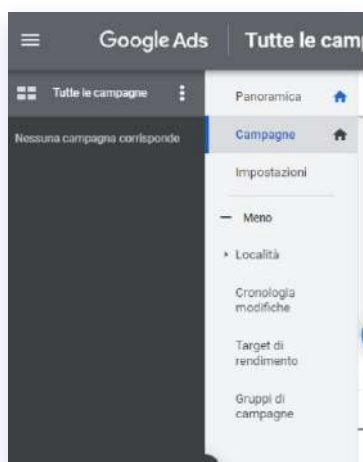 Google Ads
Tutte le
Tutte le campagne
Nessuna campagna corrisponde
Panoramica
Campagne
Impostazioni
Meno
Località
Cronologia
modifiche
Target di
rendimento
Gruppi di
campagne